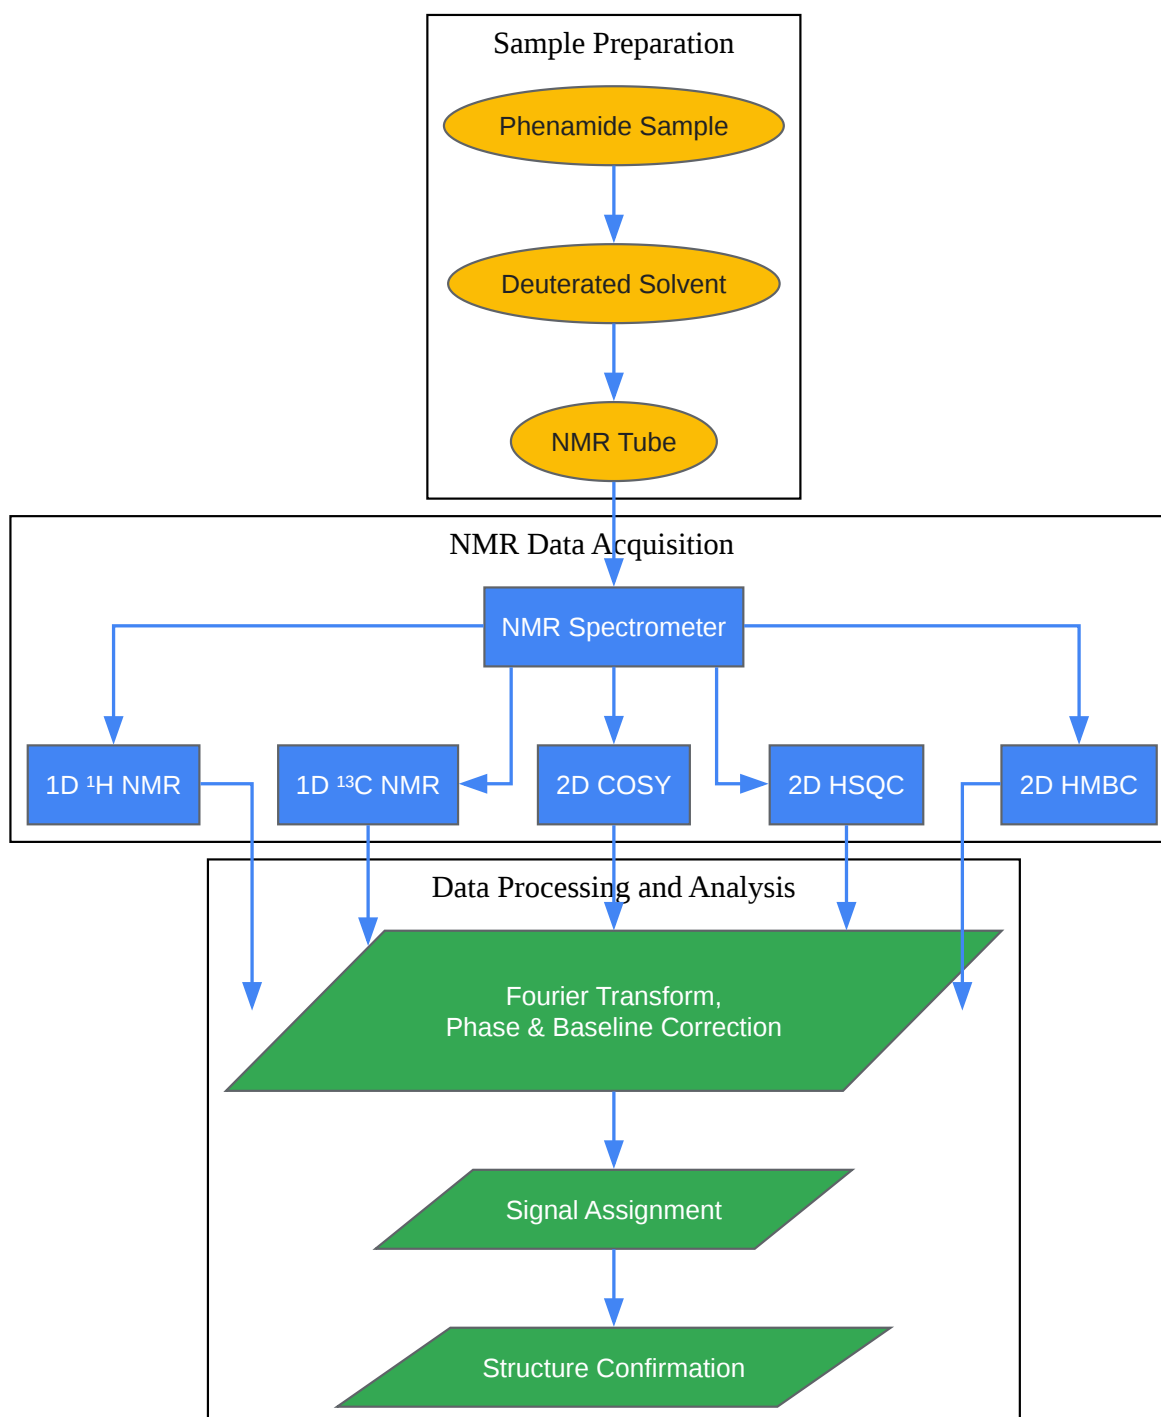 Sample Preparation
Phenamide Sample
Deuterated Solvent
NMR Tube
NMR Data Acquisition
NMR Spectrometer
1D ¹H NMR
1D ¹³C NMR
2D COSY
2D HSQC
2D HMBC
Data Processing and Analysis
Fourier Transform,
Phase & Baseline Correction
Signal Assignment
Structure Confirmation